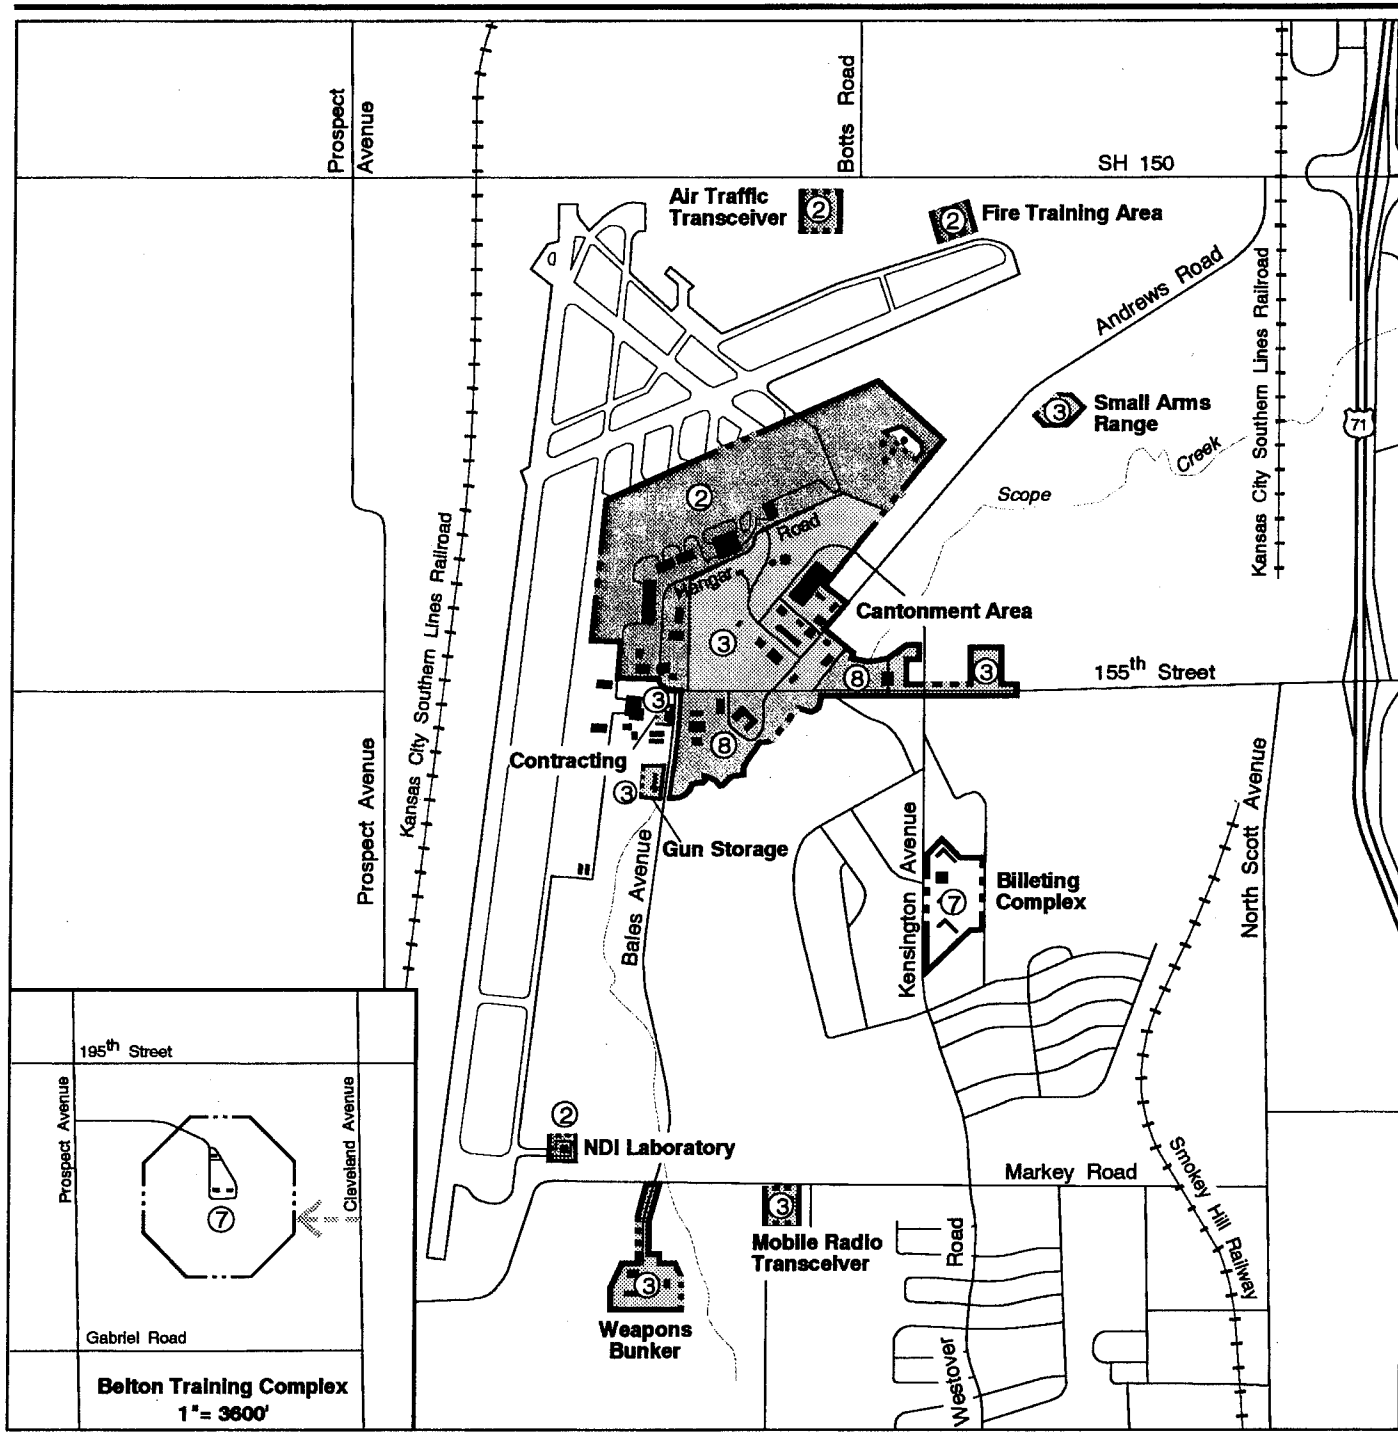 Prospect
Avenue
Botts Road
SH 150
Air Traffic
Transceiver
2
2
Fire Training Area
Andrews Road
Kansas City Southern Lines Railroad
3
Small Arms
Range
71
Creek
Scope
2
Road
Hangar
Kansas City Southern Lines Railroad
Cantonment Area
3
8
3
155th Street
3
Contracting
8
3
Gun Storage
Prospect Avenue
Bales Avenue
Kensington Avenue
7
Billeting
Complex
North Scott Avenue
195th Street
Prospect Avenue
Cleveland Avenue
7
Gabriel Road
Belton Training Complex
1"= 3600'
2
NDI Laboratory
Markey Road
Smokey Hill Railway
3
Mobile Radio
Transceiver
3
Weapons
Bunker
Westover Road